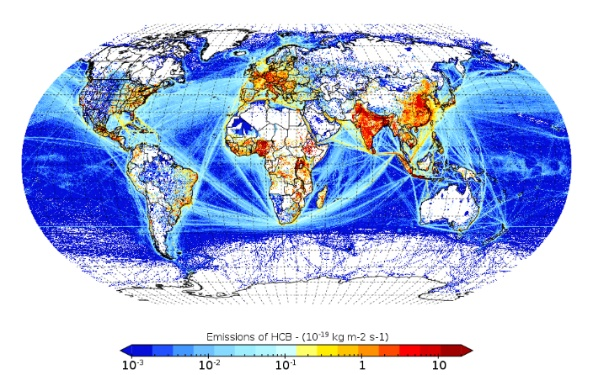 Emissions of HCB - (10⁻¹⁹ kg m-2 s-1)
10⁻³ 10⁻² 10⁻¹ 1 10